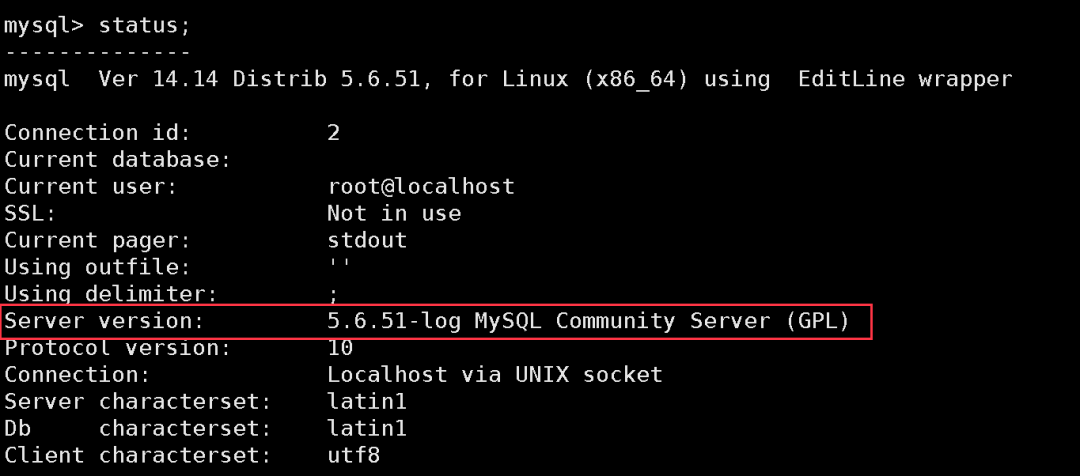 mysql> status;
--------------
mysql  Ver 14.14 Distrib 5.6.51, for Linux (x86_64) using  EditLine wrapper
Connection id:          2
Current database:
Current user:           root@localhost
SSL:                    Not in use
Current pager:          stdout
Using outfile:          ''
Using delimiter:        ;
Server version:         5.6.51-log MySQL Community Server (GPL)
Protocol version:       10
Connection:             Localhost via UNIX socket
Server characterset:    latin1
Db     characterset:    latin1
Client characterset:    utf8